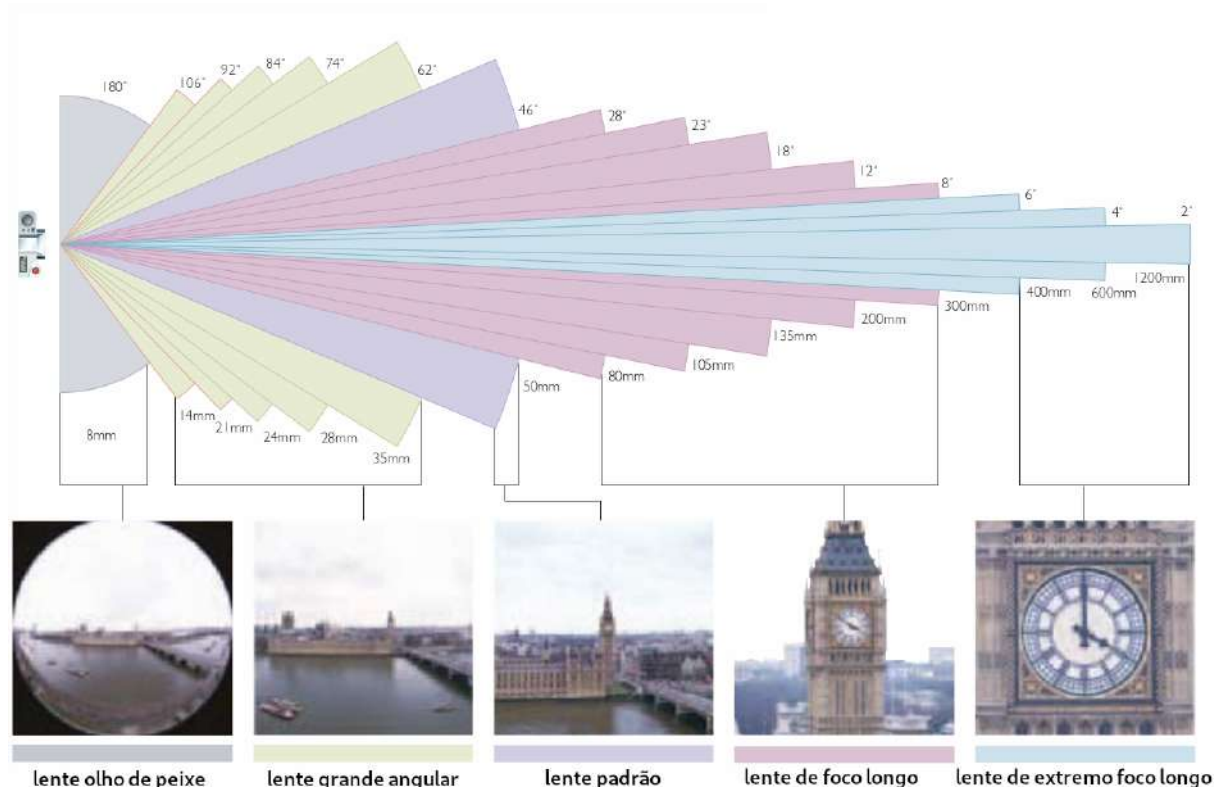 180°
106°
92°
84°
74°
62°
46°
28°
23°
18°
12°
8°
6°
4°
2°
8mm
14mm
21mm
24mm
28mm
35mm
50mm
80mm
105mm
135mm
200mm
300mm
400mm
600mm
1200mm
lente olho de peixe
lente grande angular
lente padrão
lente de foco longo
lente de extremo foco longo